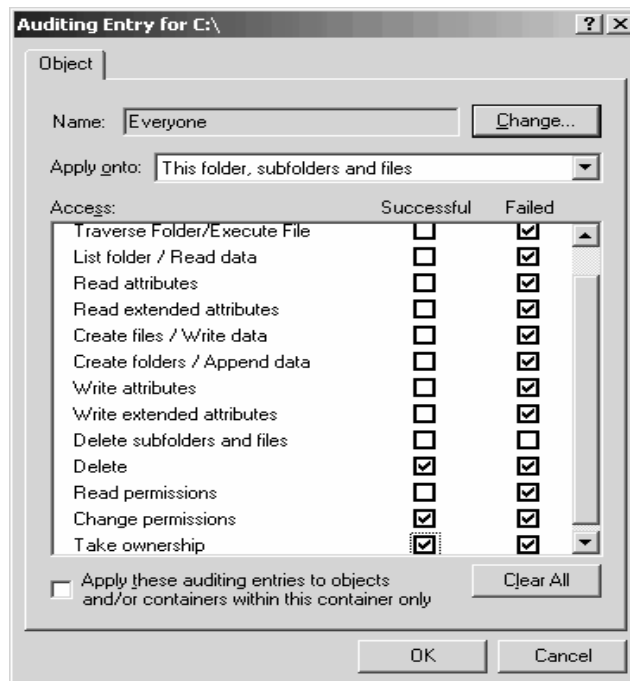 Auditing Entry for C:\
Object
Name: Everyone Change...
Apply onto: This folder, subfolders and files
Access: Successful Failed
Traverse Folder/Execute File
List folder / Read data
Read attributes
Read extended attributes
Create files / Write data
Create folders / Append data
Write attributes
Write extended attributes
Delete subfolders and files
Delete
Read permissions
Change permissions
Take ownership
Apply these auditing entries to objects
and/or containers within this container only
Clear All
OK Cancel